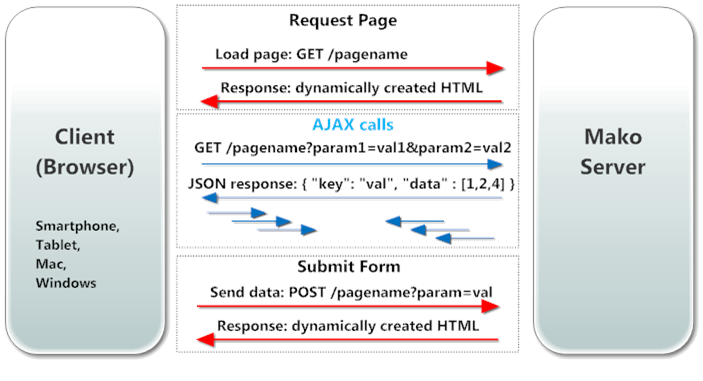 Request Page
Load page: GET /pagename
Response: dynamically created HTML
AJAX calls
GET /pagename?param1=val1&param2=val2
JSON response: { "key": "val", "data" : [1,2,4] }
Submit Form
Send data: POST /pagename?param=val
Response: dynamically created HTML
Client
(Browser)
Smartphone,
Tablet,
Mac,
Windows
Mako
Server